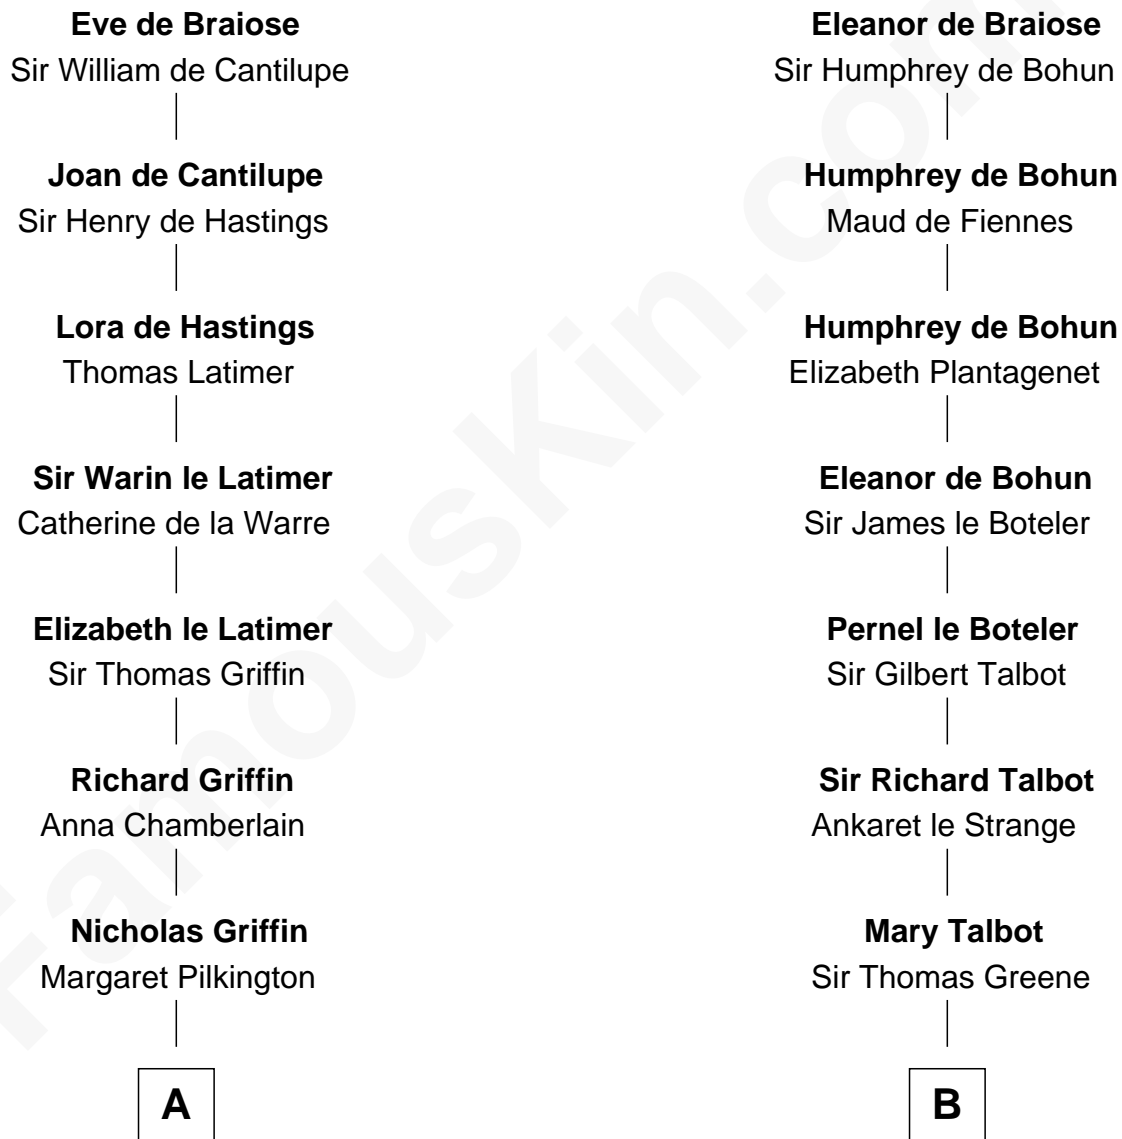 Eve de Braiose
Sir William de Cantilupe
Joan de Cantilupe
Sir Henry de Hastings
Lora de Hastings
Thomas Latimer
Sir Warin le Latimer
Catherine de la Warre
Elizabeth le Latimer
Sir Thomas Griffin
Richard Griffin
Anna Chamberlain
Nicholas Griffin
Margaret Pilkington
A
Eleanor de Braiose
Sir Humphrey de Bohun
Humphrey de Bohun
Maud de Fiennes
Humphrey de Bohun
Elizabeth Plantagenet
Eleanor de Bohun
Sir James le Boteler
Pernel le Boteler
Sir Gilbert Talbot
Sir Richard Talbot
Ankaret le Strange
Mary Talbot
Sir Thomas Greene
B
FamousKin.com